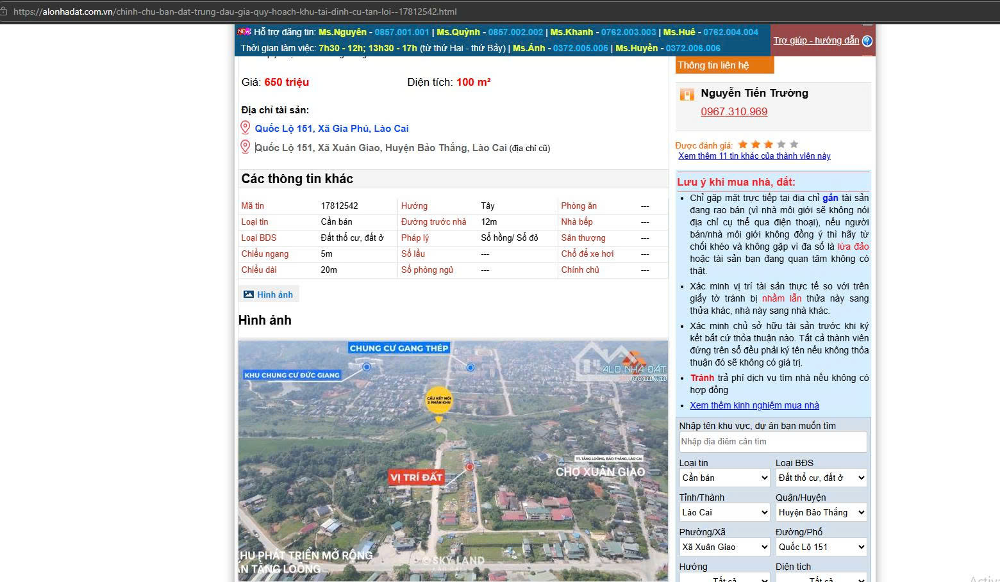 https://alonhadat.com.vn/chinh-chu-ban-dat-trung-dau-gia-quy-hoach-khu-tai-dinh-cu-tan-loi--17812542.html
NEW Hỗ trợ đăng tin: Ms.Nguyên - 0857.001.001 | Ms.Quỳnh - 0857.002.002 | Ms.Khanh - 0762.003.003 | Ms.Huê - 0762.004.004
Thời gian làm việc: 7h30 - 12h; 13h30 - 17h (từ thứ Hai - thứ Bảy) | Ms.Ánh - 0372.005.005 | Ms.Huyền - 0372.006.006
Trợ giúp - hướng dẫn ?
Giá: 650 triệu
Diện tích: 100 m²
Địa chỉ tài sản:
Quốc Lộ 151, Xã Gia Phú, Lào Cai
Quốc Lộ 151, Xã Xuân Giao, Huyện Bảo Thắng, Lào Cai (địa chỉ cũ)
Các thông tin khác
Mã tin 17812542 Hướng Tây Phòng ăn ---
Loại tin Cần bán Đường trước nhà 12m Nhà bếp ---
Loại BDS Đất thổ cư, đất ở Pháp lý Sổ hồng/ Sổ đỏ Sân thượng ---
Chiều ngang 5m Số lầu --- Chổ để xe hơi ---
Chiều dài 20m Số phòng ngủ --- Chính chủ ---
Hình ảnh
Hình ảnh
CHUNG CƯ GANG THÉP
KHU CHUNG CƯ ĐỨC GIANG
ALO NHÀ ĐẤT
.com.vn
CẦU KẾT NỐI
2 PHÂN KHU
TT. TẰNG LOỎNG, BẢO THẮNG, LÀO CAI
CHỢ XUÂN GIAO
VỊ TRÍ ĐẤT
KHU PHÁT TRIỂN MỞ RỘNG
TẰNG LOỎNG
SKY LAND
LÀO CAI
Thông tin liên hệ
Nguyễn Tiến Trường
0967.310.969
Được đánh giá:
Xem thêm 11 tin khác của thành viên này
Lưu ý khi mua nhà, đất:
• Chỉ gặp mặt trực tiếp tại địa chỉ gần tài sản
đang rao bán (vì nhà môi giới sẽ không nói
địa chỉ cụ thể qua điện thoại), nếu người
bán/nhà môi giới không đồng ý thì hãy từ
chối khéo và không gặp vì đa số là lừa đảo
hoặc tài sản bạn đang quan tâm không có
thật.
• Xác minh vị trí tài sản thực tế so với trên
giấy tờ tránh bị nhầm lẫn thửa này sang
thửa khác, nhà này sang nhà khác.
• Xác minh chủ sở hữu tài sản trước khi ký
kết bất cứ thỏa thuận nào. Tất cả thành viên
đứng trên sổ đều phải ký tên nếu không thỏa
thuận đó sẽ không có giá trị.
• Tránh trả phí dịch vụ tìm nhà nếu không có
hợp đồng
• Xem thêm kinh nghiệm mua nhà
Nhập tên khu vực, dự án bạn muốn tìm
Nhập địa điểm cần tìm
Loại tin Loại BĐS
Cần bán Đất thổ cư, đất ở
Tỉnh/Thành Quận/Huyện
Lào Cai Huyện Bảo Thắng
Phường/Xã Đường/Phố
Xã Xuân Giao Quốc Lộ 151
Hướng Diện tích
Tất cả Tất cả